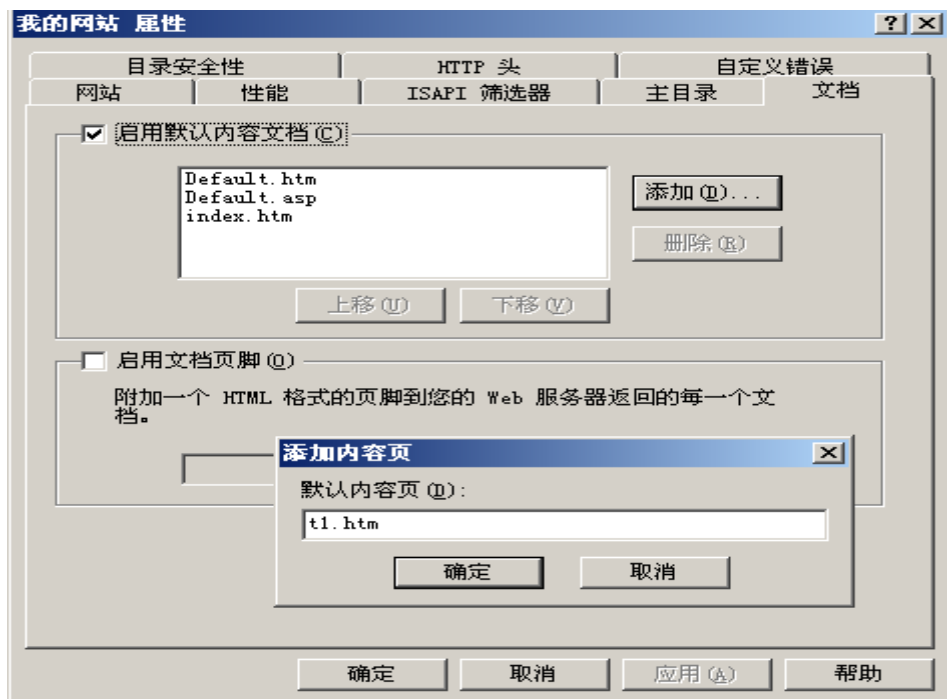 我的网站 属性
目录安全性 HTTP 头 自定义错误
网站 性能 ISAPI 筛选器 主目录 文档
启用默认内容文档(C)
Default.htm
Default.asp
index.htm
添加(D)...
删除(R)
上移(U) 下移(V)
启用文档页脚(O)
附加一个 HTML 格式的页脚到您的 Web 服务器返回的每一个文
档。
添加内容页
默认内容页(D):
t1.htm
确定 取消
确定 取消 应用(A) 帮助